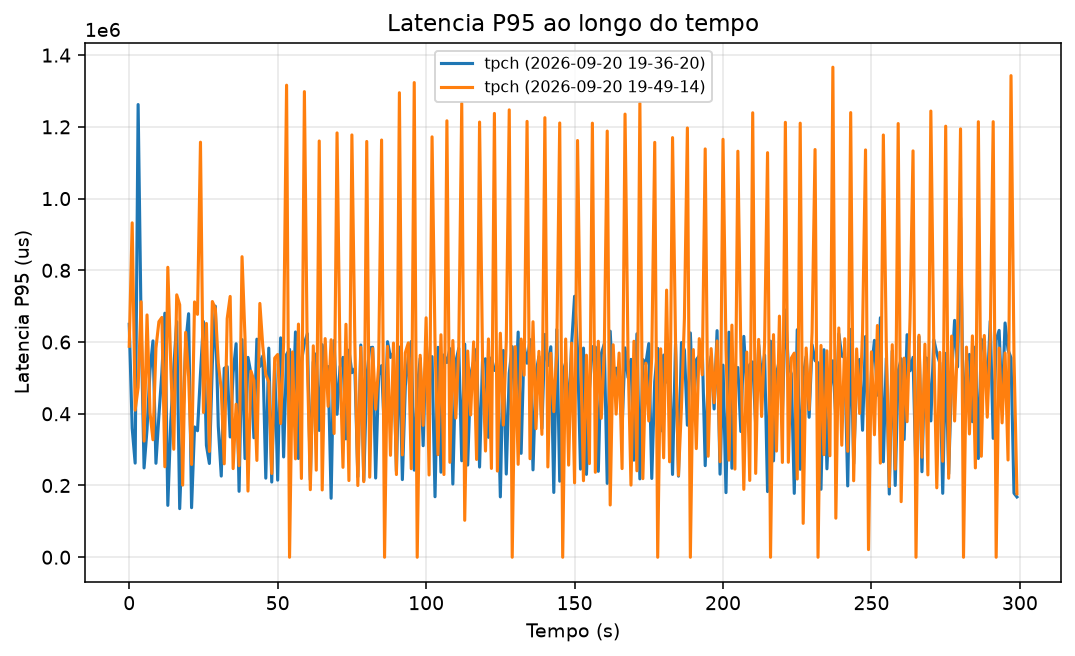 Latencia P95 ao longo do tempo
1e6
tpch (2026-09-20 19-36-20)
tpch (2026-09-20 19-49-14)
Latencia P95 (us)
1.4
1.2
1.0
0.8
0.6
0.4
0.2
0.0
0 50 100 150 200 250 300
Tempo (s)